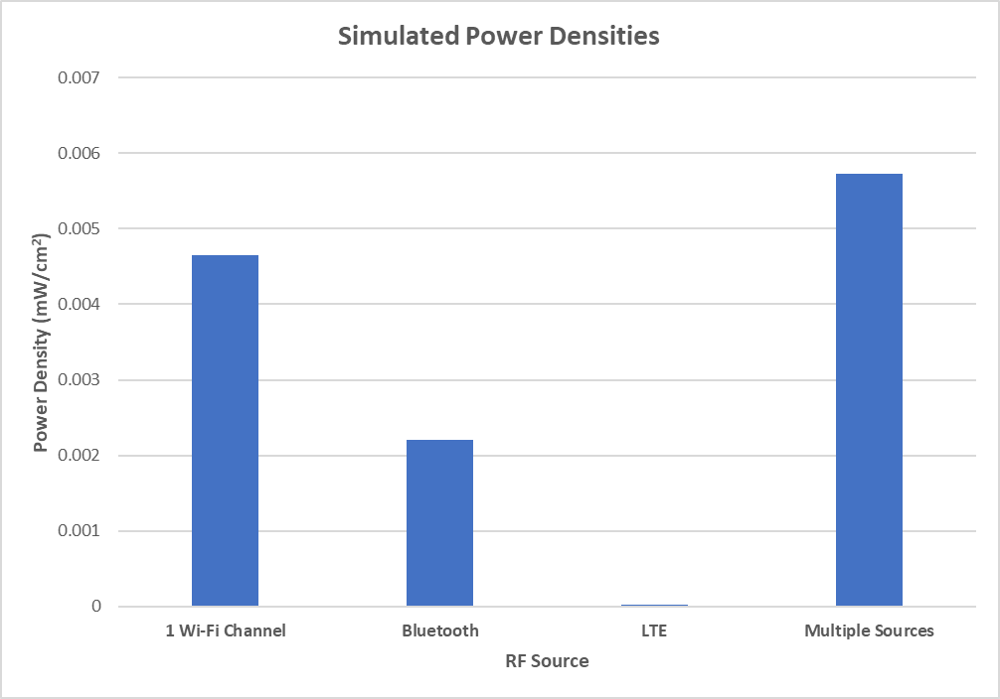 Simulated Power Densities
0.007
0.006
0.005
0.004
0.003
0.002
0.001
0
Power Density (mW/cm²)
1 Wi-Fi Channel
Bluetooth
LTE
Multiple Sources
RF Source